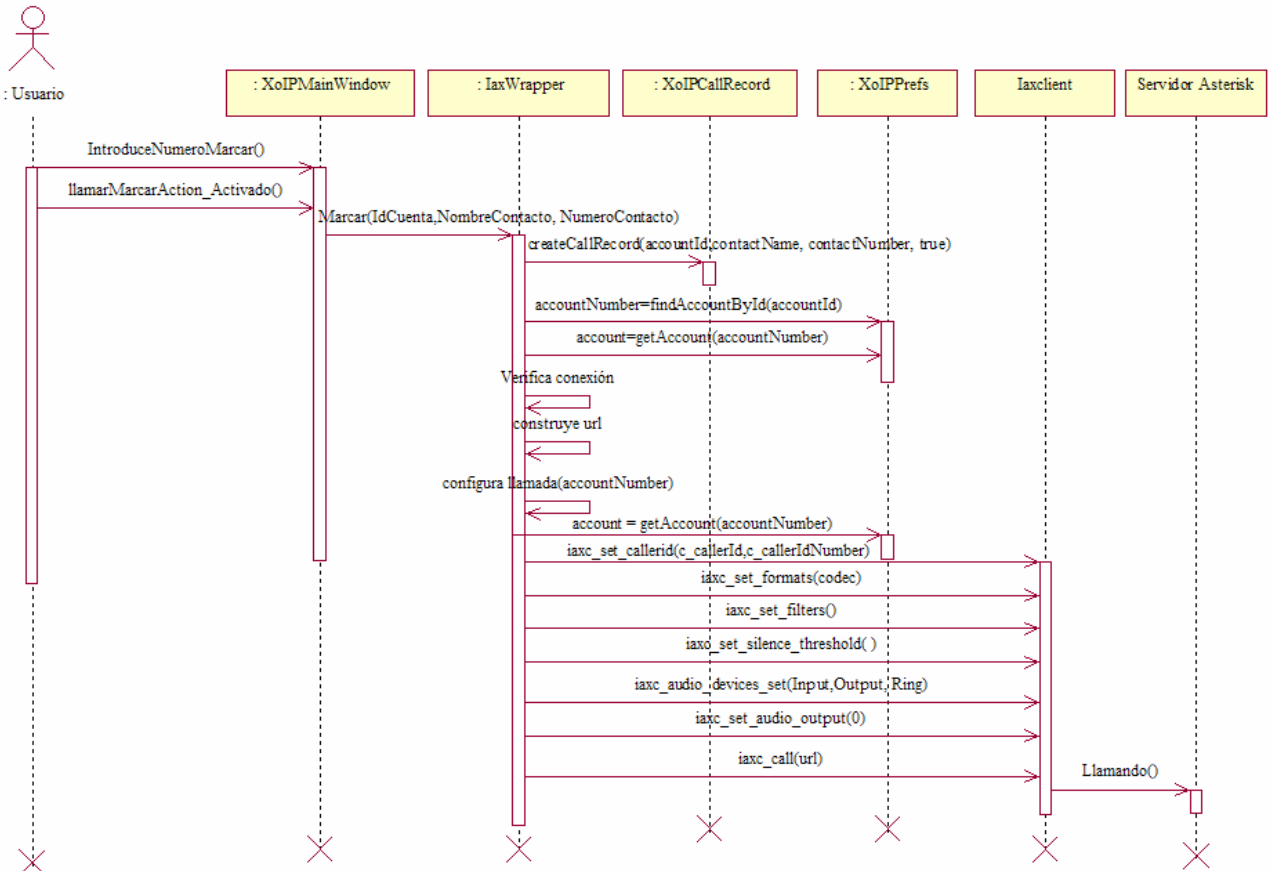 : Usuario
: XoIPMainWindow
: IaxWrapper
: XoIPCallRecord
: XoIPPrefs
Iaxclient
Servidor Asterisk
IntroduceNumeroMarcar()
llamarMarcarAction_Activado()
Marcar(IdCuenta,NombreContacto, NumeroContacto)
createCallRecord(accountId,contactName, contactNumber, true)
accountNumber=findAccountById(accountId)
account=getAccount(accountNumber)
Verifica conexión
construye url
configura llamada(accountNumber)
account = getAccount(accountNumber)
iaxc_set_callerid(c_callerId,c_callerIdNumber)
iaxc_set_formats(codec)
iaxc_set_filters()
iaxc_set_silence_threshold( )
iaxc_audio_devices_set(Input,Output, Ring)
iaxc_set_audio_output(0)
iaxc_call(url)
Llamando()